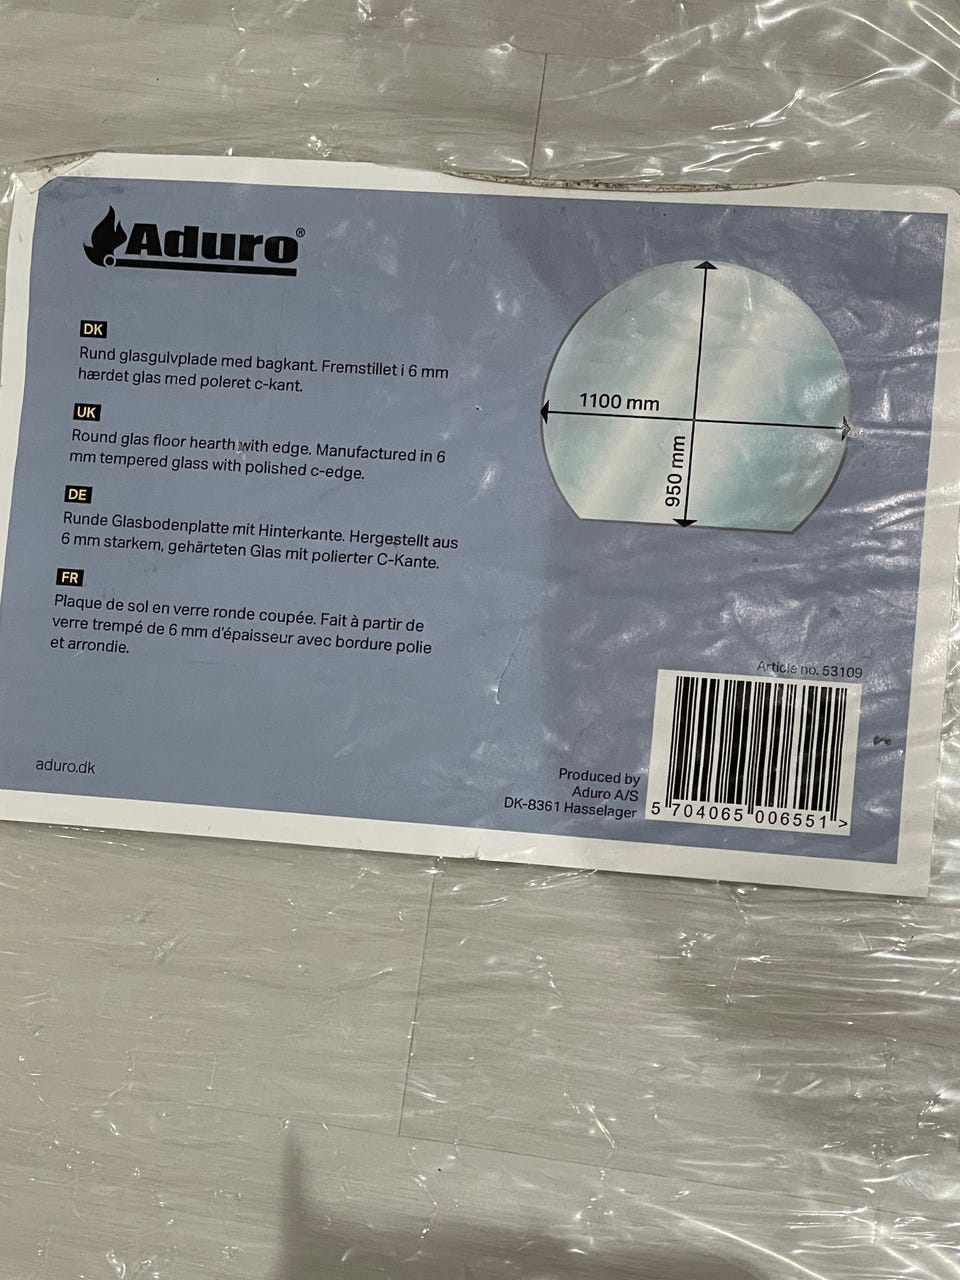 Aduro®
DK
Rund glasgulvplade med bagkant. Fremstillet i 6 mm
hærdet glas med poleret c-kant.
UK
Round glas floor hearth with edge. Manufactured in 6
mm tempered glass with polished c-edge.
DE
Runde Glasbodenplatte mit Hinterkante. Hergestellt aus
6 mm starkem, gehärteten Glas mit polierter C-Kante.
FR
Plaque de sol en verre ronde coupée. Fait à partir de
verre trempé de 6 mm d'épaisseur avec bordure polie
et arrondie.
aduro.dk
1100 mm
950 mm
Article no. 53109
Produced by
Aduro A/S
DK-8361 Hasselager
5 704065 006551 >